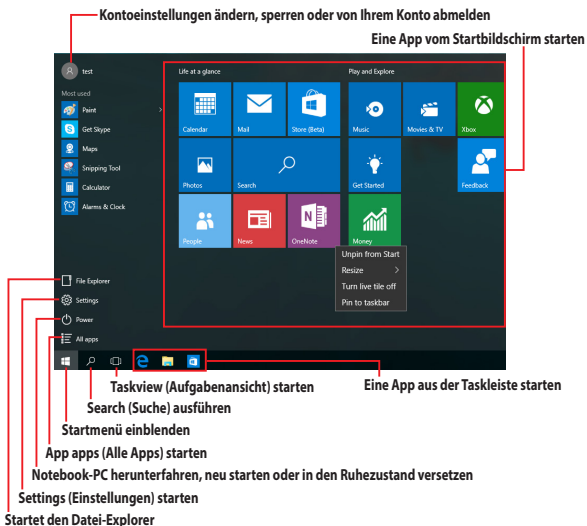 Kontoeinstellungen ändern, sperren oder von Ihrem Konto abmelden
Eine App vom Startbildschirm starten
test
Life at a glance
Play and Explore
Most used
Paint
Get Skype
Maps
Snipping Tool
Calculator
Alarms & Clock
Calendar
Mail
Store (Beta)
Music
Movies & TV
Xbox
Photos
Search
Get Started
Feedback
People
News
OneNote
Money
Unpin from Start
Resize
Turn live tile off
Pin to taskbar
File Explorer
Settings
Power
All apps
Taskview (Aufgabenansicht) starten
Eine App aus der Taskleiste starten
Search (Suche) ausführen
Startmenü einblenden
App apps (Alle Apps) starten
Notebook-PC herunterfahren, neu starten oder in den Ruhezustand versetzen
Settings (Einstellungen) starten
Startet den Datei-Explorer